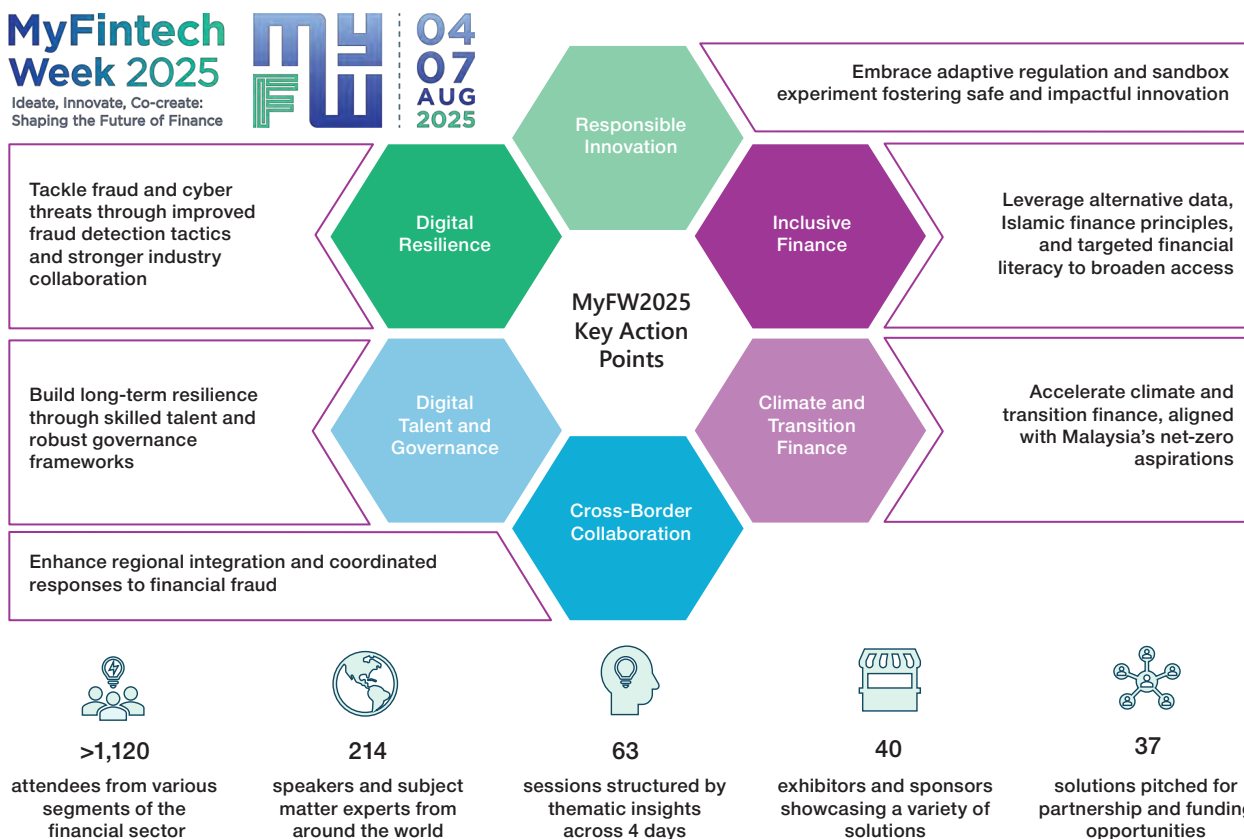 MyFintech
Week 2025
Ideate, Innovate, Co-create:
Shaping the Future of Finance
MYFW
04
07
AUG
2025
Responsible
Innovation
Embrace adaptive regulation and sandbox
experiment fostering safe and impactful innovation
Tackle fraud and cyber
threats through improved
fraud detection tactics
and stronger industry
collaboration
Digital
Resilience
Inclusive
Finance
Leverage alternative data,
Islamic finance principles,
and targeted financial
literacy to broaden access
MyFW2025
Key Action
Points
Build long-term resilience
through skilled talent and
robust governance
frameworks
Digital
Talent and
Governance
Climate and
Transition
Finance
Accelerate climate and
transition finance, aligned
with Malaysia's net-zero
aspirations
Cross-Border
Collaboration
Enhance regional integration and coordinated
responses to financial fraud
>1,120
attendees from various
segments of the
financial sector
214
speakers and subject
matter experts from
around the world
63
sessions structured by
thematic insights
across 4 days
40
exhibitors and sponsors
showcasing a variety of
solutions
37
solutions pitched for
partnership and funding
opportunities